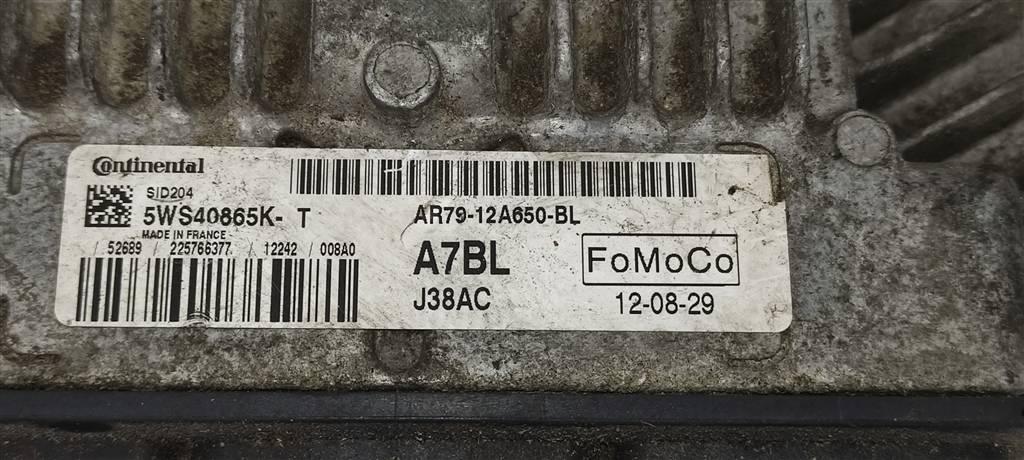 Continental
SID204
5WS40865K- T
MADE IN FRANCE
/ 52689 / 225766377 / 12242 / 008A0
AR79-12A650-BL
A7BL
FoMoCo
J38AC
12-08-29